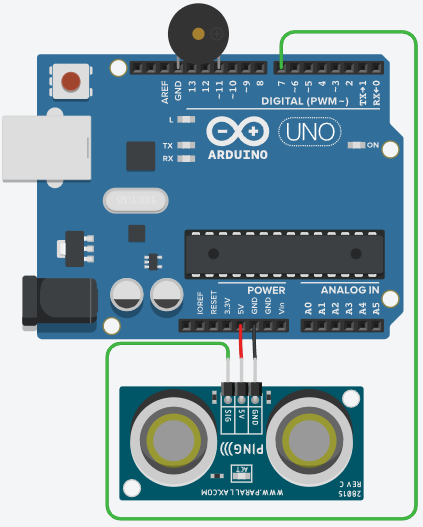 AREF
GND
13
12
~11
~10
~9
8
7
~6
~5
~4
~3
2
TX→1
RX←0
DIGITAL (PWM~)
L
TX
RX
ARDUINO
UNO
ON
POWER
ANALOG IN
IOREF
RESET
3.3V
5V
GND
GND
Vin
A0
A1
A2
A3
A4
A5
SIG
5V
GND
PING)))
ACT
WWW.PARALLAX.COM
28015
REV C